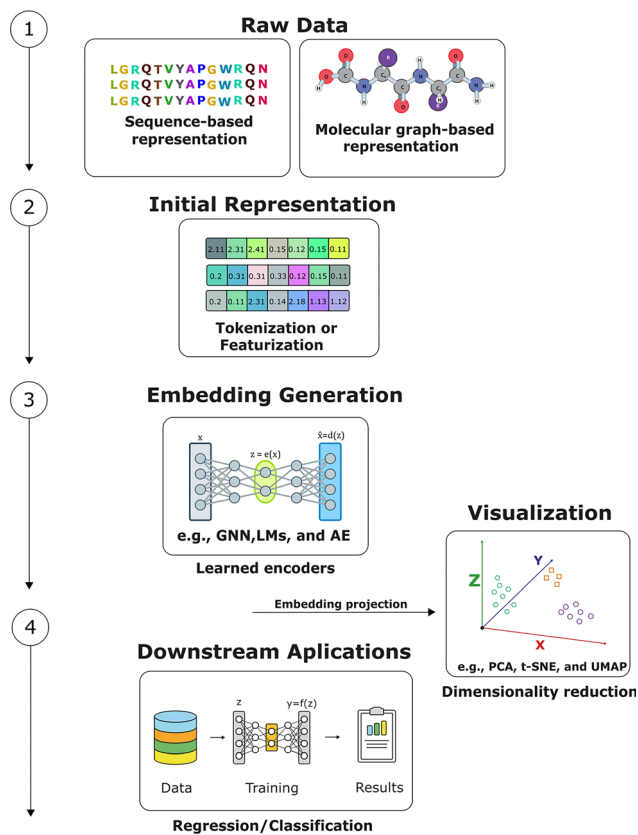 1
Raw Data
L G R Q T V Y A P G W R Q N
L G R Q T V Y A P G W R Q N
L G R Q T V Y A P G W R Q N
Sequence-based
representation
O R H O
O C C N C N H
H N C C
H O H R H
Molecular graph-based
representation
2
Initial Representation
2.11 2.31 2.41 0.15 0.12 0.15 0.11
0.2 0.31 0.31 0.33 0.12 0.15 0.11
0.2 0.11 2.31 0.14 2.18 1.13 1.12
Tokenization or
Featurization
3
Embedding Generation
x
z = e(x)
x̂=d(z)
e.g., GNN,LMs, and AE
Learned encoders
Embedding projection
Visualization
Y
Z
X
e.g., PCA, t-SNE, and UMAP
Dimensionality reduction
4
Downstream Aplications
z
y=f(z)
Data
Training
Results
Regression/Classification